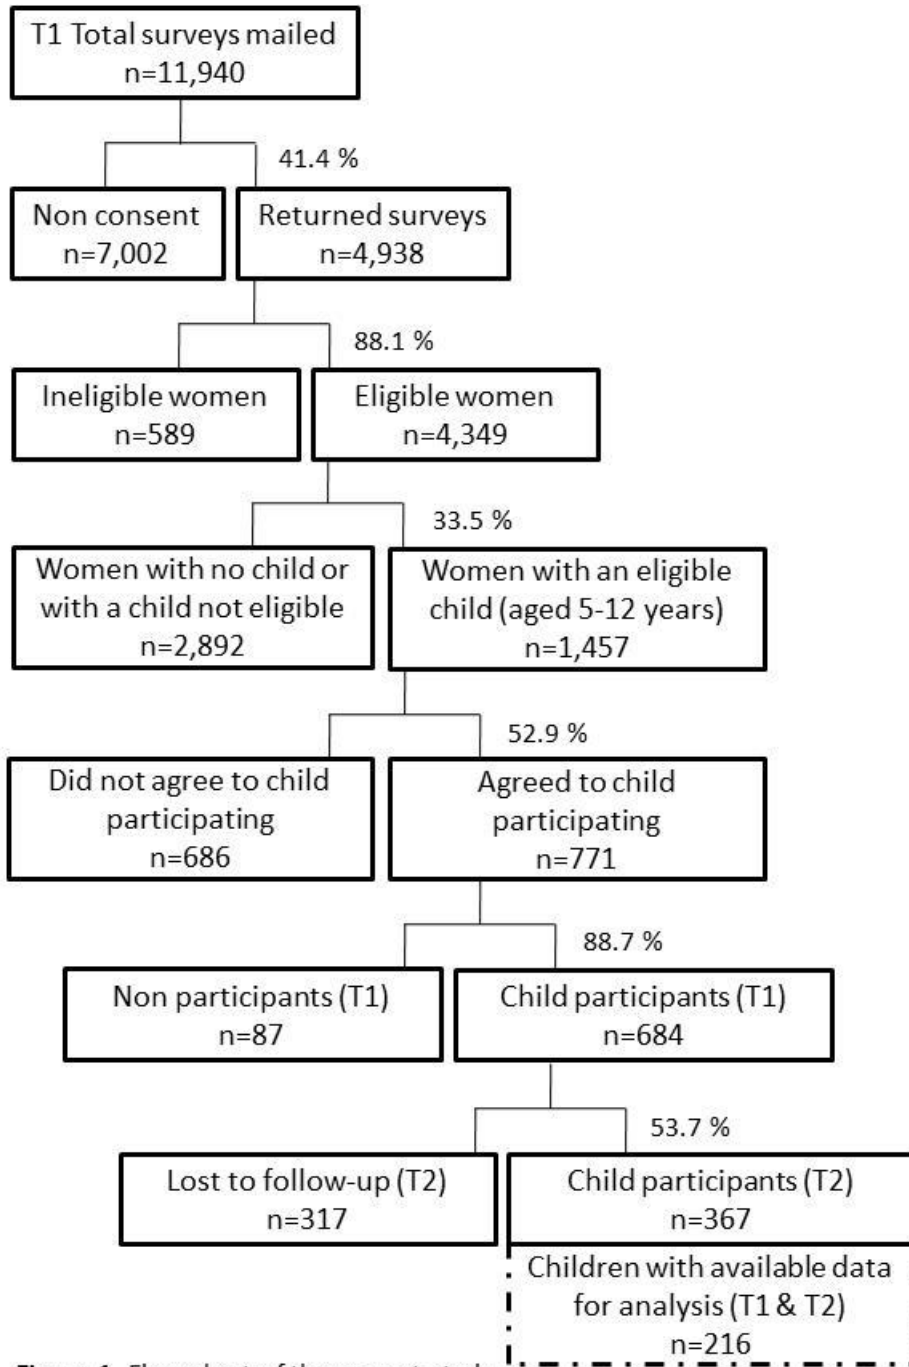 T1 Total surveys mailed
n=11,940
41.4 %
Non consent
n=7,002
Returned surveys
n=4,938
88.1 %
Ineligible women
n=589
Eligible women
n=4,349
33.5 %
Women with no child or
with a child not eligible
n=2,892
Women with an eligible
child (aged 5-12 years)
n=1,457
52.9 %
Did not agree to child
participating
n=686
Agreed to child
participating
n=771
88.7 %
Non participants (T1)
n=87
Child participants (T1)
n=684
53.7 %
Lost to follow-up (T2)
n=317
Child participants (T2)
n=367
Children with available data
for analysis (T1 & T2)
n=216